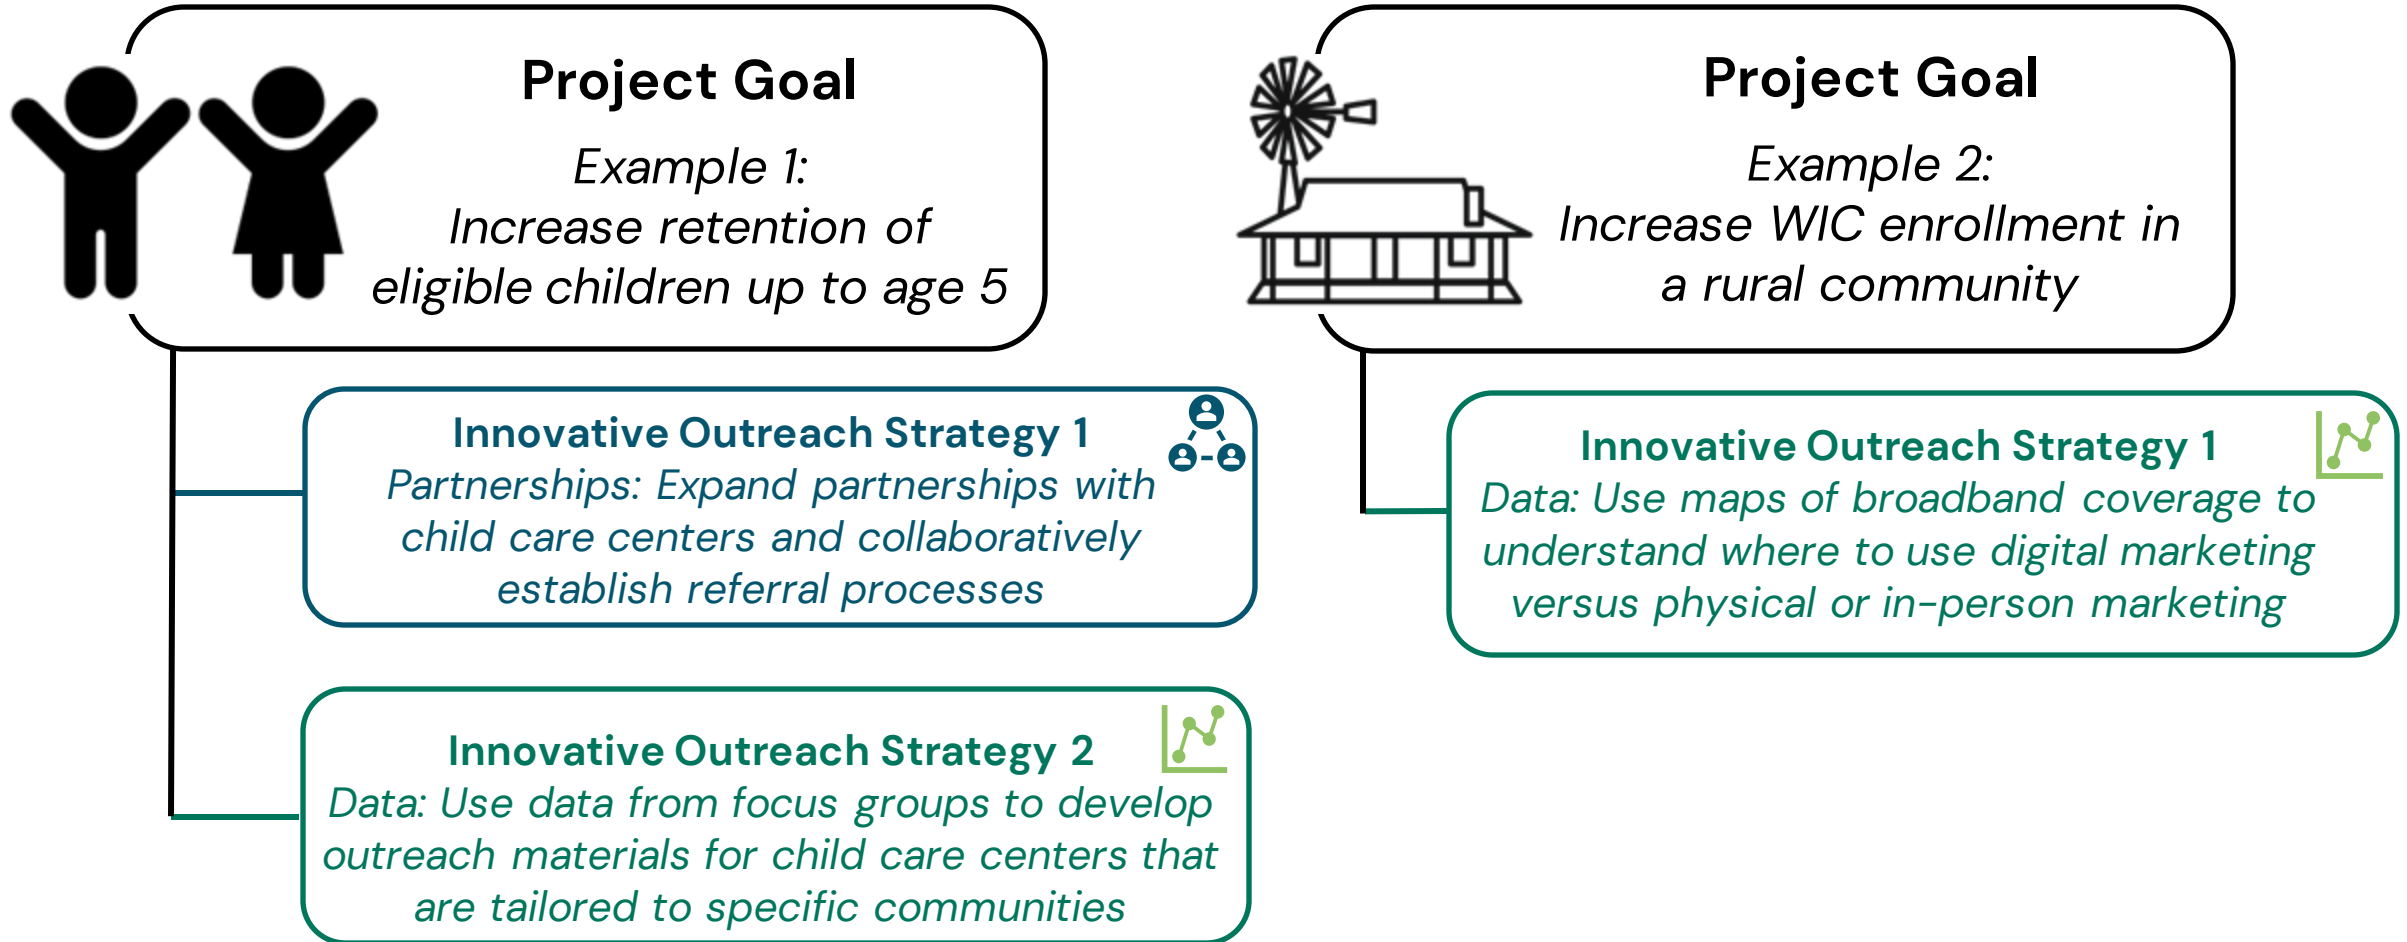 Project Goal
Example 1:
Increase retention of
eligible children up to age 5
Innovative Outreach Strategy 1
Partnerships: Expand partnerships with
child care centers and collaboratively
establish referral processes
Innovative Outreach Strategy 2
Data: Use data from focus groups to develop
outreach materials for child care centers that
are tailored to specific communities
Project Goal
Example 2:
Increase WIC enrollment in
a rural community
Innovative Outreach Strategy 1
Data: Use maps of broadband coverage to
understand where to use digital marketing
versus physical or in-person marketing